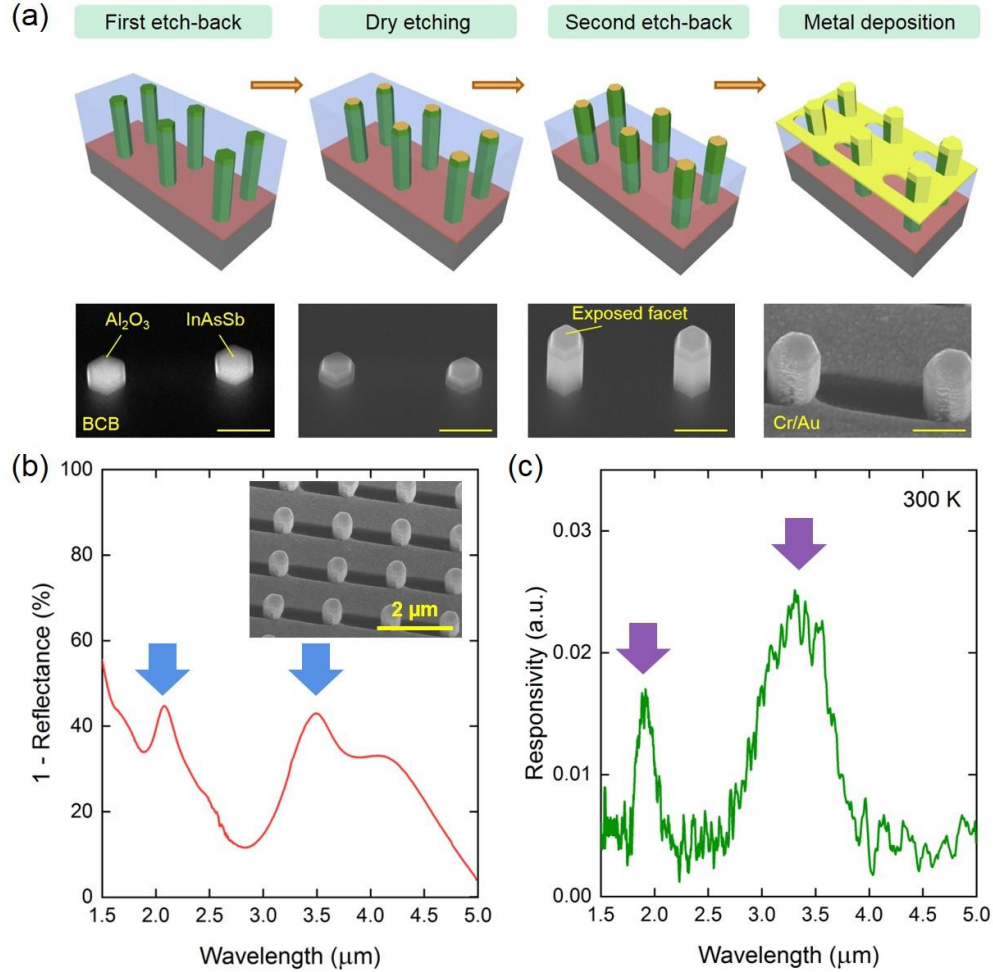 (a)
First etch-back
Dry etching
Second etch-back
Metal deposition
Al₂O₃
InAsSb
BCB
Exposed facet
Cr/Au
(b)
100
80
60
40
20
0
1 - Reflectance (%)
2 μm
1.5 2.0 2.5 3.0 3.5 4.0 4.5 5.0
Wavelength (μm)
(c)
300 K
0.03
0.02
0.01
0.00
Responsivity (a.u.)
1.5 2.0 2.5 3.0 3.5 4.0 4.5 5.0
Wavelength (μm)